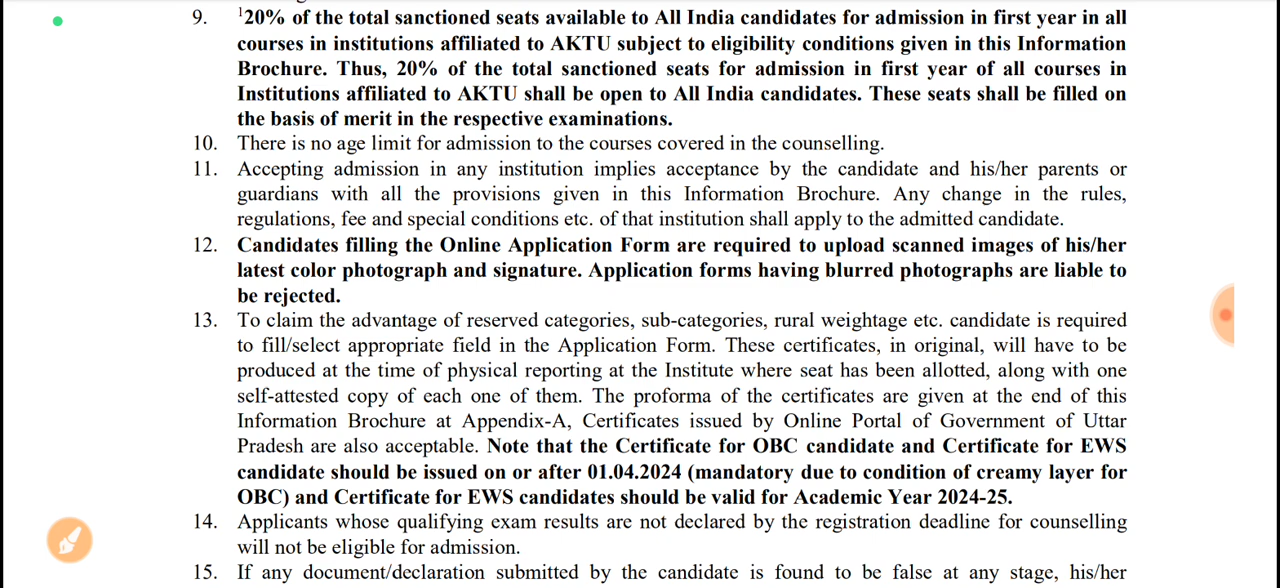 9. ¹20% of the total sanctioned seats available to All India candidates for admission in first year in all
courses in institutions affiliated to AKTU subject to eligibility conditions given in this Information
Brochure. Thus, 20% of the total sanctioned seats for admission in first year of all courses in
Institutions affiliated to AKTU shall be open to All India candidates. These seats shall be filled on
the basis of merit in the respective examinations.
10. There is no age limit for admission to the courses covered in the counselling.
11. Accepting admission in any institution implies acceptance by the candidate and his/her parents or
guardians with all the provisions given in this Information Brochure. Any change in the rules,
regulations, fee and special conditions etc. of that institution shall apply to the admitted candidate.
12. Candidates filling the Online Application Form are required to upload scanned images of his/her
latest color photograph and signature. Application forms having blurred photographs are liable to
be rejected.
13. To claim the advantage of reserved categories, sub-categories, rural weightage etc. candidate is required
to fill/select appropriate field in the Application Form. These certificates, in original, will have to be
produced at the time of physical reporting at the Institute where seat has been allotted, along with one
self-attested copy of each one of them. The proforma of the certificates are given at the end of this
Information Brochure at Appendix-A, Certificates issued by Online Portal of Government of Uttar
Pradesh are also acceptable. Note that the Certificate for OBC candidate and Certificate for EWS
candidate should be issued on or after 01.04.2024 (mandatory due to condition of creamy layer for
OBC) and Certificate for EWS candidates should be valid for Academic Year 2024-25.
14. Applicants whose qualifying exam results are not declared by the registration deadline for counselling
will not be eligible for admission.
15. If any document/declaration submitted by the candidate is found to be false at any stage, his/her